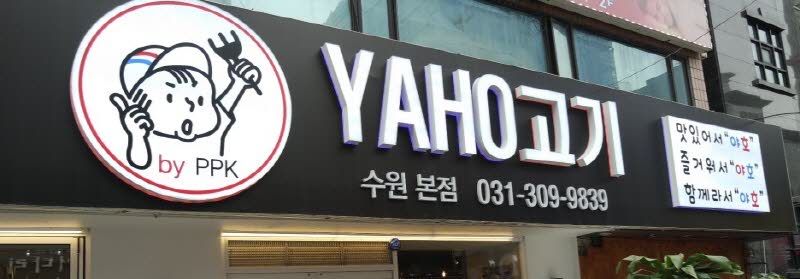 by PPK
YAHO고기
수원 본점 031-309-9839
맛있어서 "야호"
즐거워서 "야호"
함께라서 "야호"